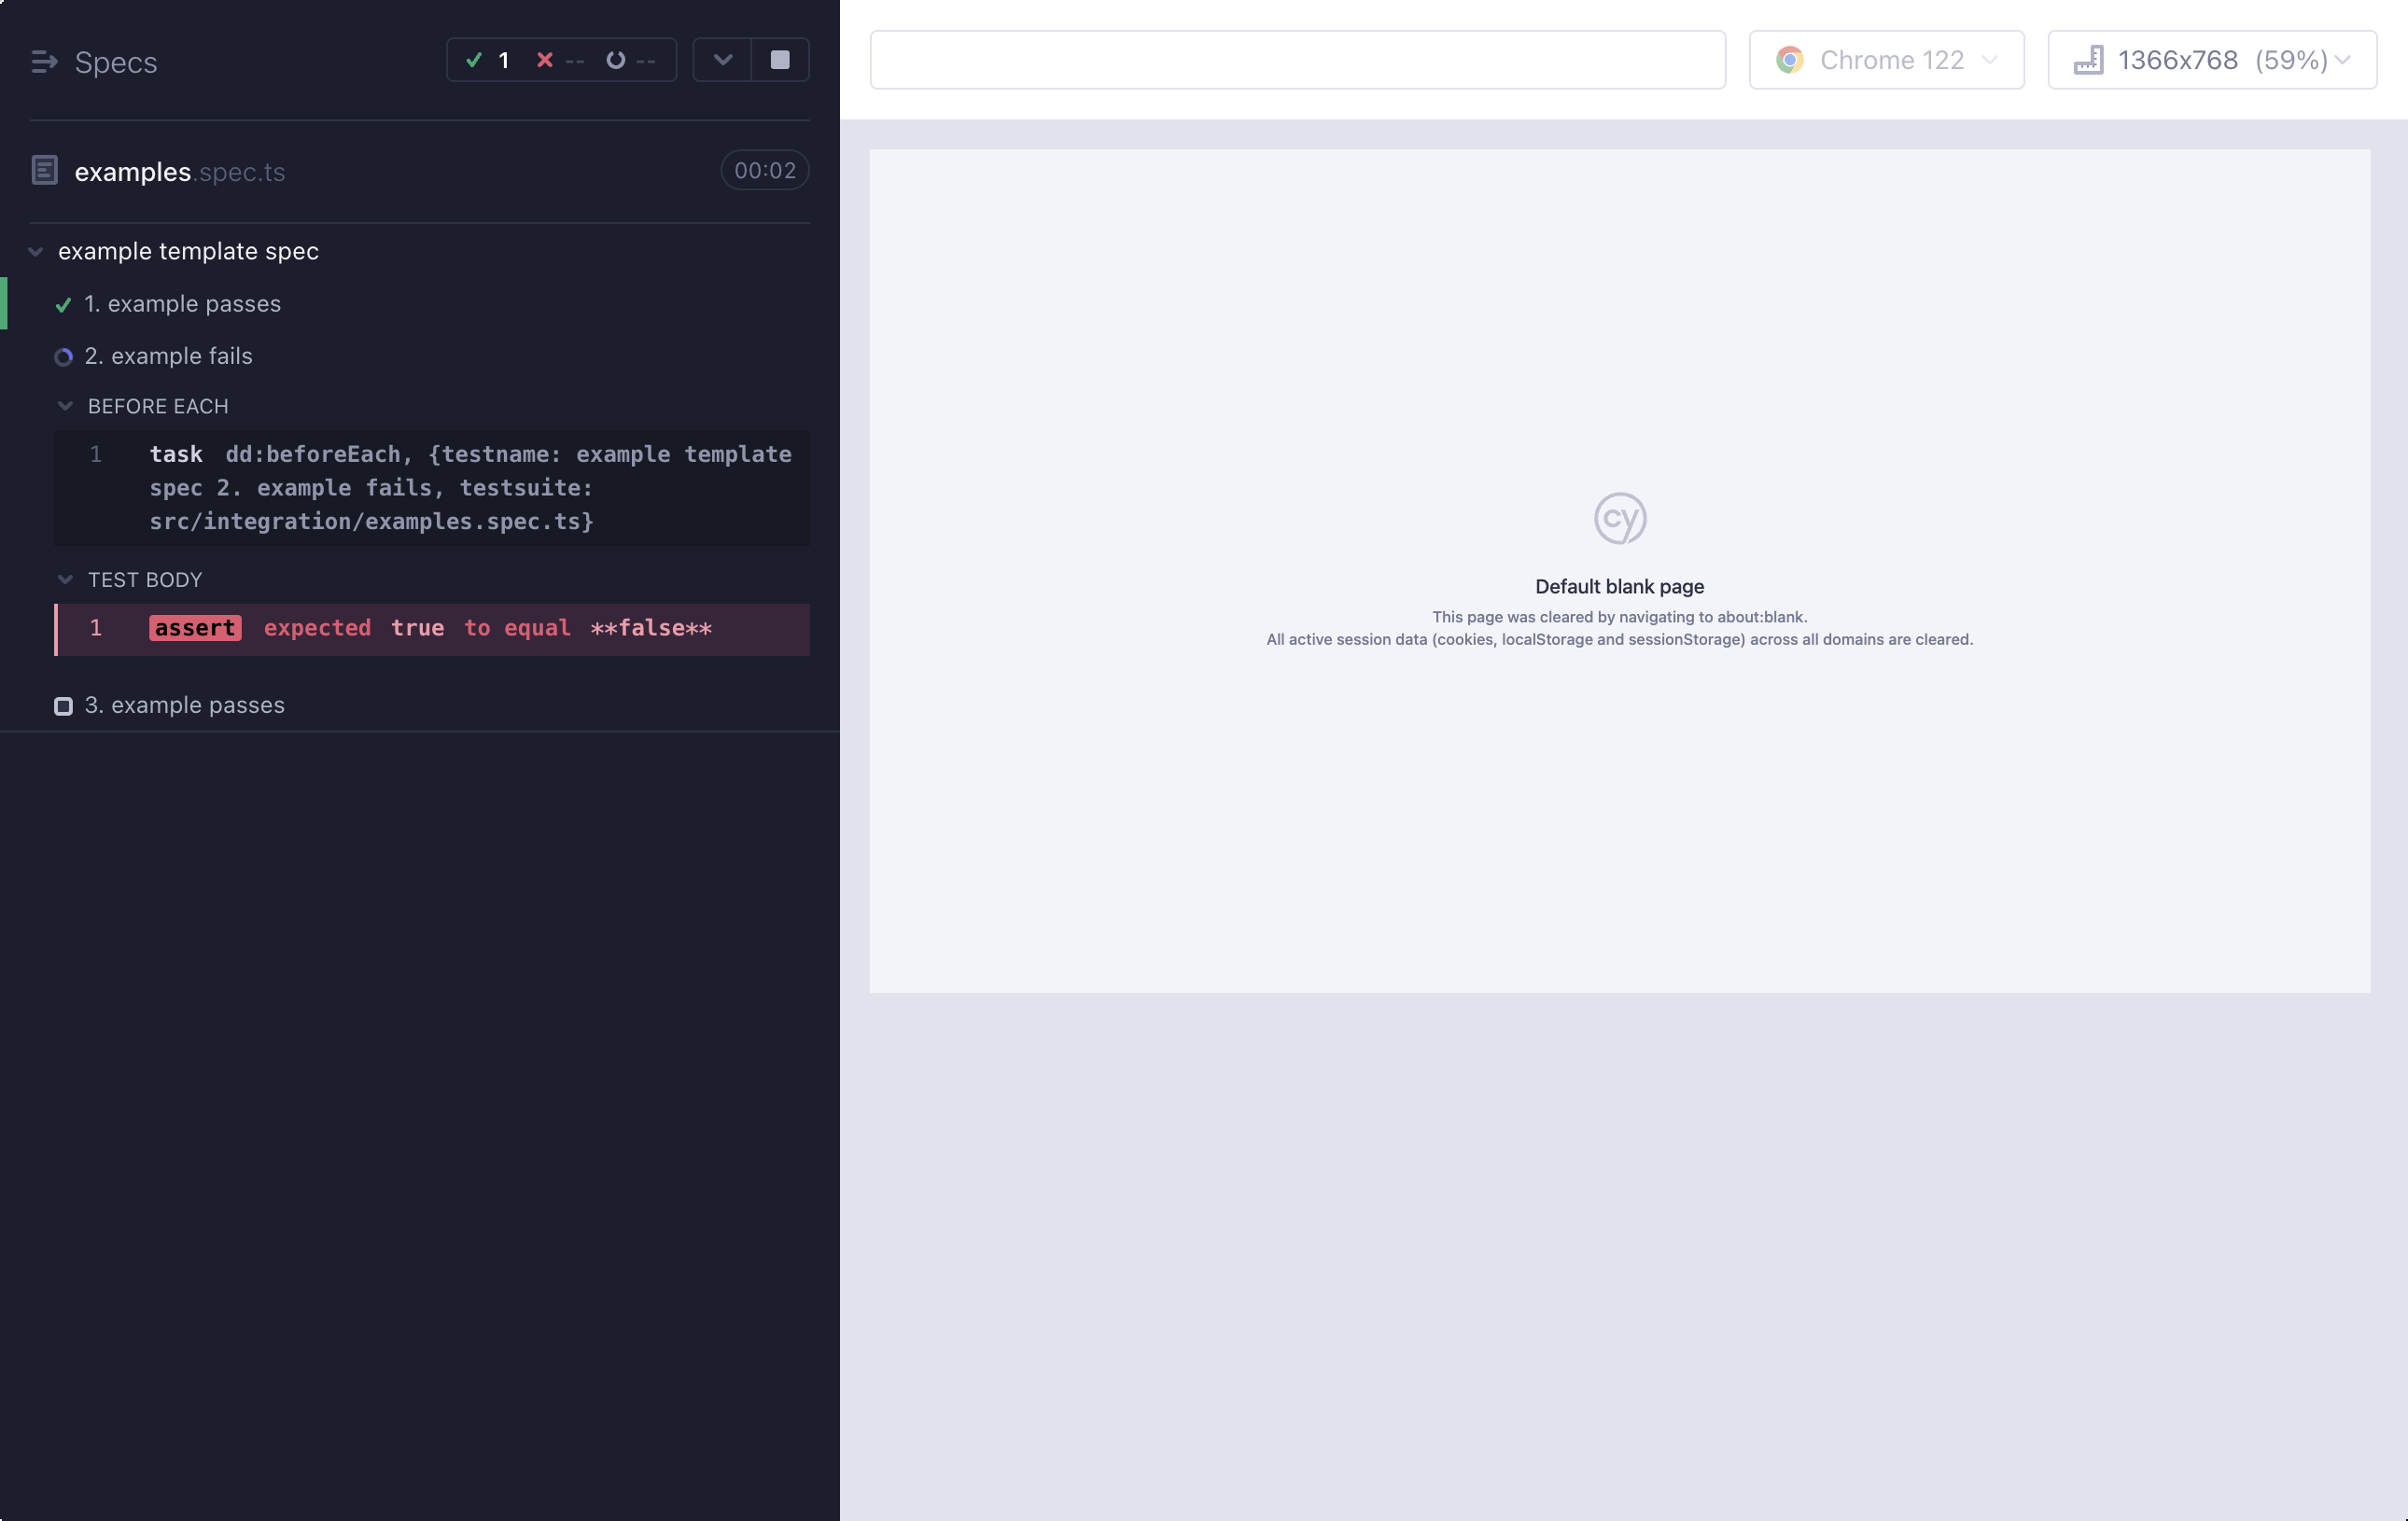 Specs
1 -- --
examples.spec.ts
00:02
example template spec
1. example passes
2. example fails
BEFORE EACH
1 task dd:beforeEach, {testname: example template
spec 2. example fails, testsuite:
src/integration/examples.spec.ts}
TEST BODY
1 assert expected true to equal **false**
3. example passes
Chrome 122
1366x768 (59%)
cy
Default blank page
This page was cleared by navigating to about:blank.
All active session data (cookies, localStorage and sessionStorage) across all domains are cleared.